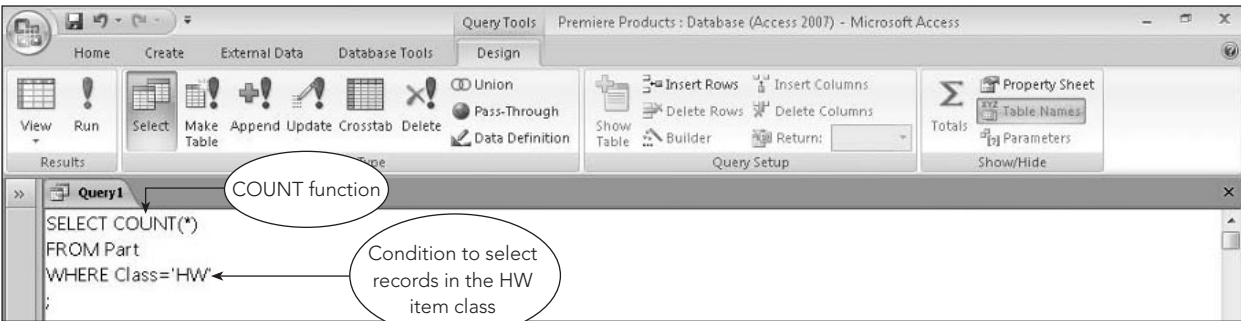 Query Tools Premiere Products : Database (Access 2007) - Microsoft Access
Home Create External Data Database Tools Design
View Run
Results
Select Make Table Append Update Crosstab Delete
Union
Pass-Through
Data Definition
Query Type
Show Table
Insert Rows
Delete Rows
Builder
Insert Columns
Delete Columns
Return:
Query Setup
Totals
Property Sheet
XYZ Table Names
Parameters
Show/Hide
» Query1
COUNT function
SELECT COUNT(*)
FROM Part
WHERE Class='HW'
;
Condition to select
records in the HW
item class